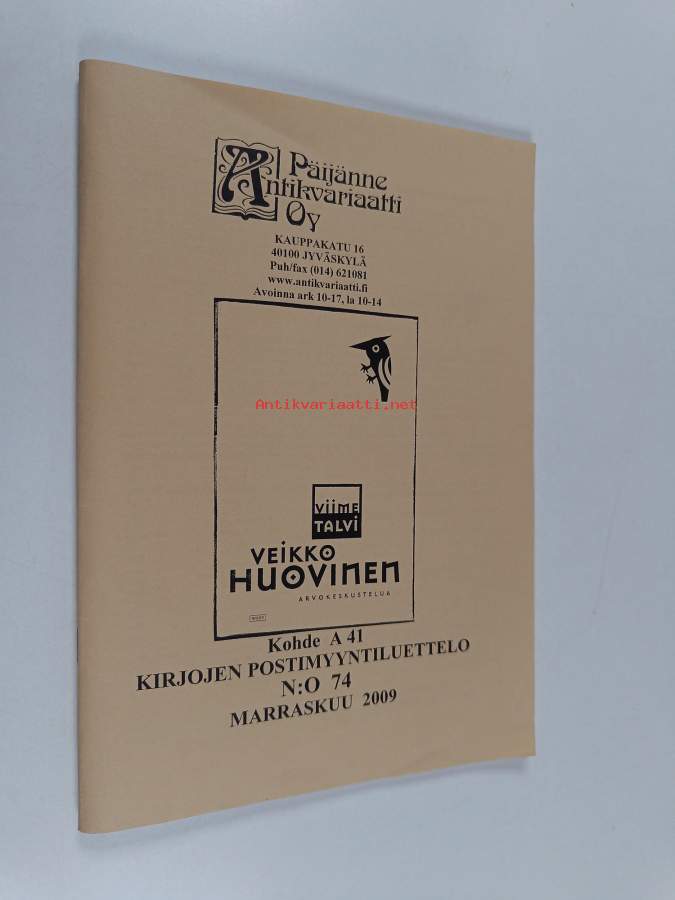 Päijänne
Antikvariaatti
Oy
KAUPPAKATU 16
40100 JYVÄSKYLÄ
Puh/fax (014) 621081
www.antikvariaatti.fi
Avoinna ark 10-17, la 10-14
Antikvariaatti.net
VIIME
TALVI
VEIKKO
HUOVINEN
ARVOKESKUSTELUA
WSOY
Kohde A 41
KIRJOJEN POSTIMYYNTILUETTELO
N:O 74
MARRASKUU 2009